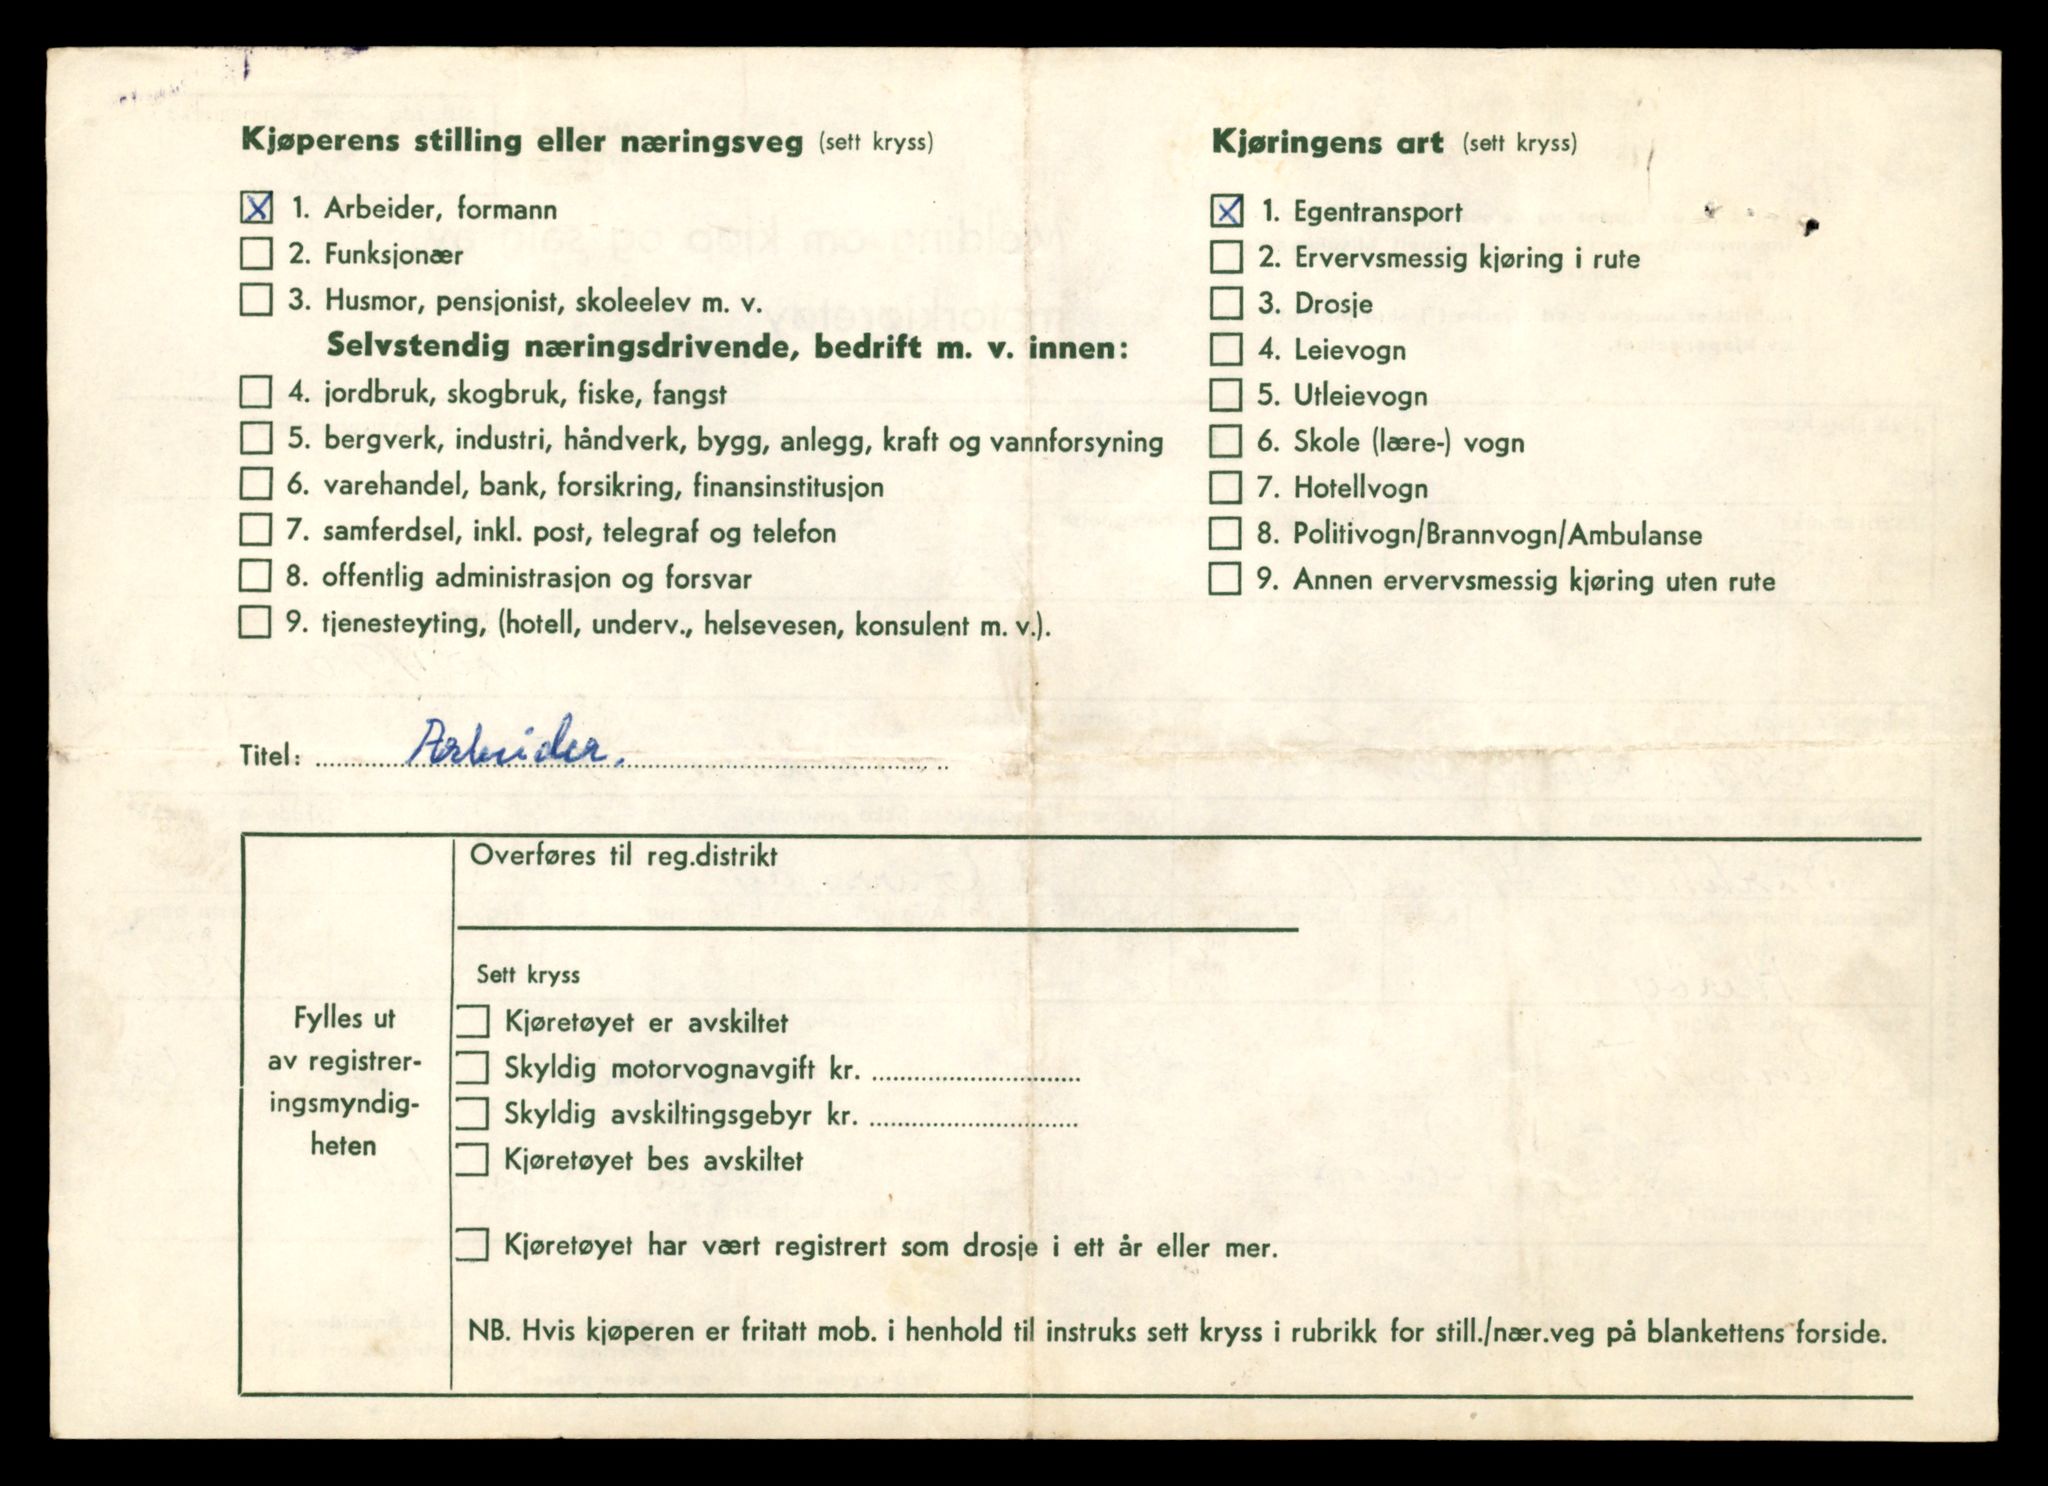 Kjøperens stilling eller næringsveg (sett kryss)
☒ 1. Arbeider, formann
☐ 2. Funksjonær
☐ 3. Husmor, pensjonist, skoleelev m. v.
Selvstendig næringsdrivende, bedrift m. v. innen:
☐ 4. jordbruk, skogbruk, fiske, fangst
☐ 5. bergverk, industri, håndverk, bygg, anlegg, kraft og vannforsyning
☐ 6. varehandel, bank, forsikring, finansinstitusjon
☐ 7. samferdsel, inkl. post, telegraf og telefon
☐ 8. offentlig administrasjon og forsvar
☐ 9. tjenesteyting, (hotell, underv., helsevesen, konsulent m. v.).
Titel: Arbeider.
Kjøringens art (sett kryss)
☒ 1. Egentransport
☐ 2. Ervervsmessig kjøring i rute
☐ 3. Drosje
☐ 4. Leievogn
☐ 5. Utleievogn
☐ 6. Skole (lære-) vogn
☐ 7. Hotellvogn
☐ 8. Politivogn/Brannvogn/Ambulanse
☐ 9. Annen ervervsmessig kjøring uten rute
Fylles ut
av registrer-
ingsmyndig-
heten
Overføres til reg.distrikt
Sett kryss
☐ Kjøretøyet er avskiltet
☐ Skyldig motorvognavgift kr.
☐ Skyldig avskiltingsgebyr kr.
☐ Kjøretøyet bes avskiltet
☐ Kjøretøyet har vært registrert som drosje i ett år eller mer.
NB. Hvis kjøperen er fritatt mob. i henhold til instruks sett kryss i rubrikk for still./nær.veg på blankettens forside.